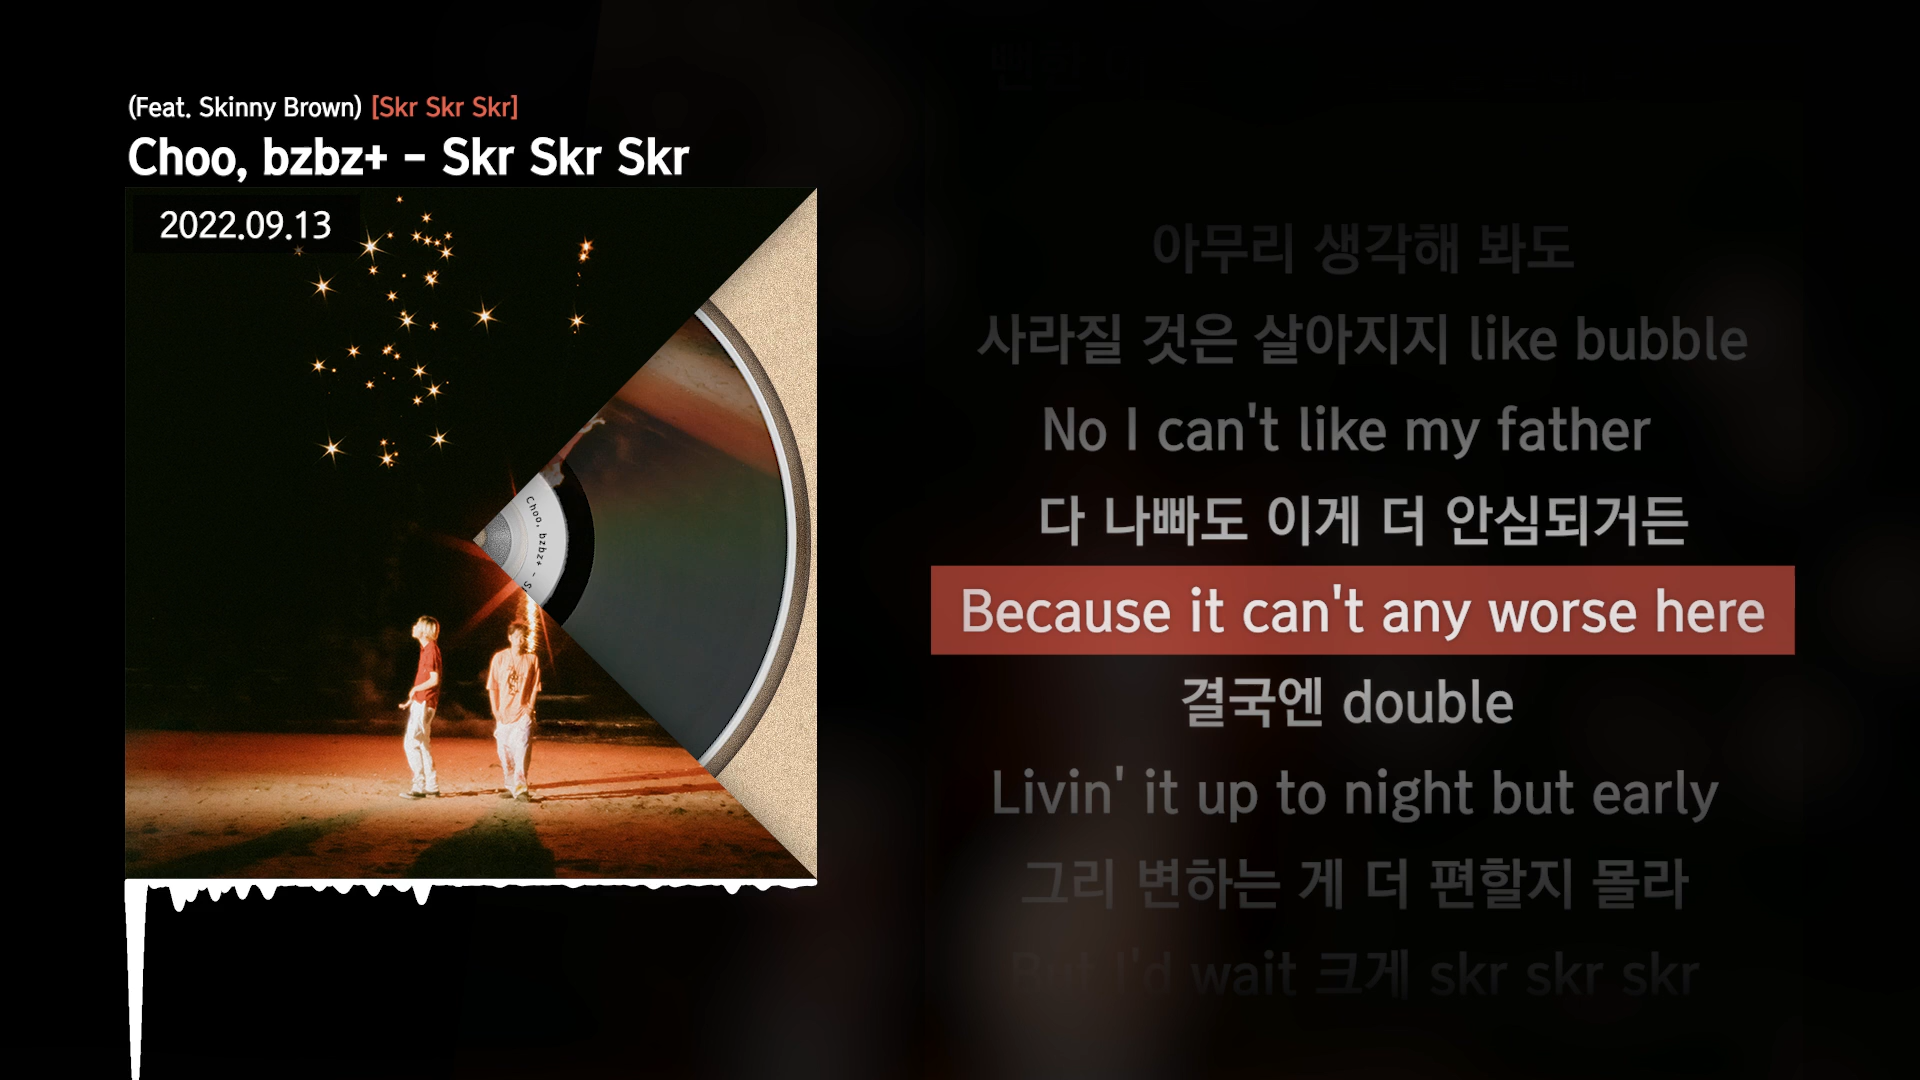 (Feat. Skinny Brown) [Skr Skr Skr]
Choo, bzbz+ - Skr Skr Skr
2022.09.13
Choo, bzbz+ - S
아무리 생각해 봐도
사라질 것은 살아지지 like bubble
No I can't like my father
다 나빠도 이게 더 안심되거든
Because it can't any worse here
결국엔 double
Livin' it up to night but early
그리 변하는 게 더 편할지 몰라
But I'd wait 크게 skr skr skr